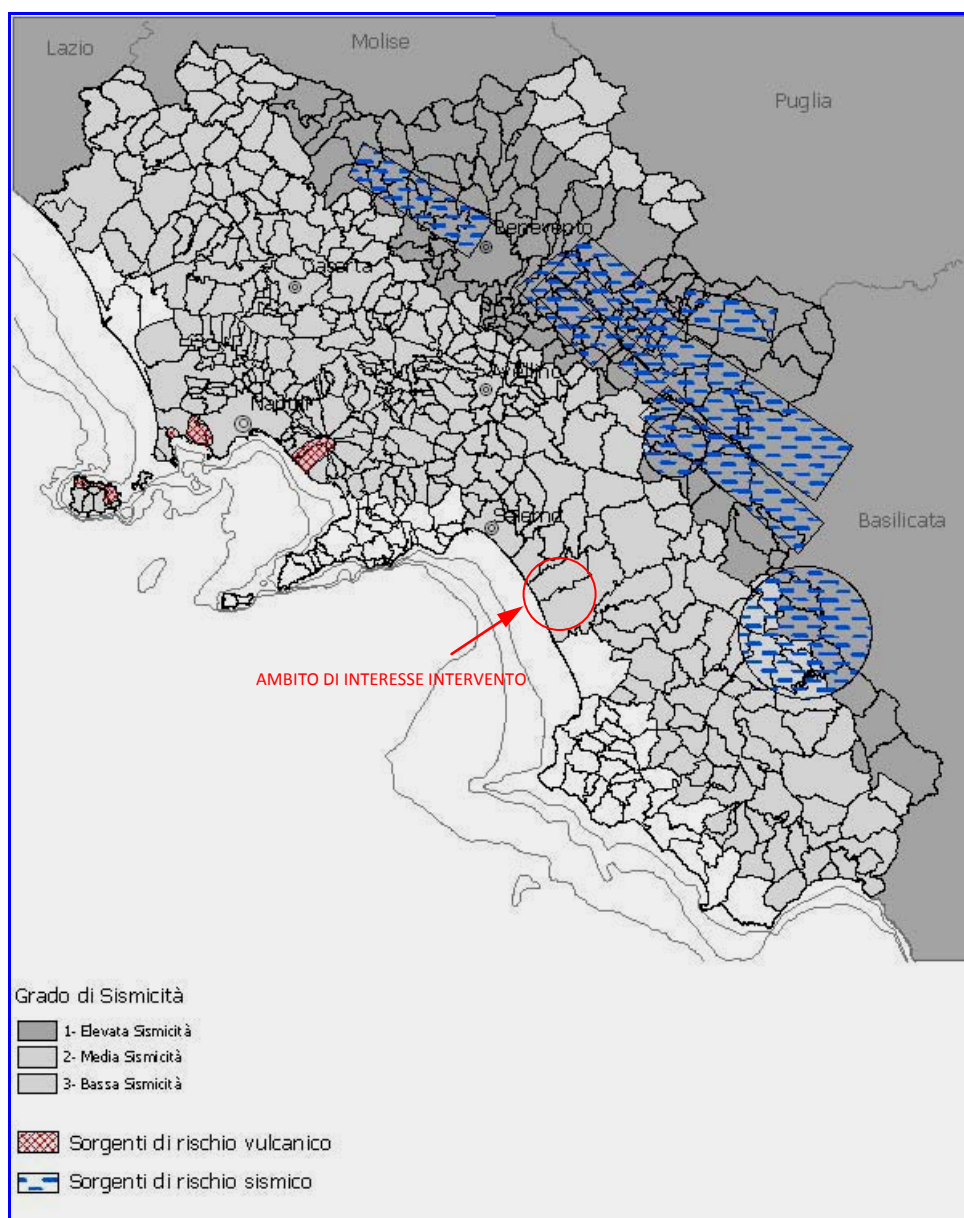 Lazio
Molise
Puglia
Benevento
Caserta
Avellino
Napoli
Salerno
Basilicata
AMBITO DI INTERESSE INTERVENTO
Grado di Sismicità
1- Elevata Sismicità
2- Media Sismicità
3- Bassa Sismicità
Sorgenti di rischio vulcanico
Sorgenti di rischio sismico